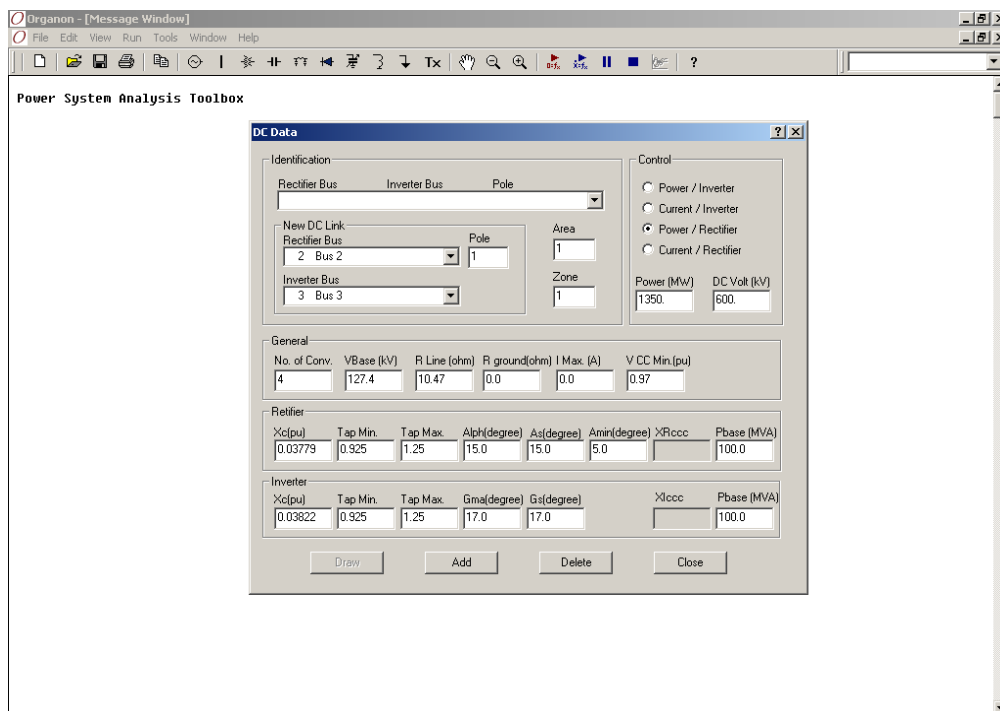 Organon - [Message Window]
File Edit View Run Tools Window Help
Tx ?
Power System Analysis Toolbox
DC Data
Identification
Rectifier Bus Inverter Bus Pole
New DC Link
Rectifier Bus Pole
2 Bus 2 1
Inverter Bus
3 Bus 3
Area
1
Zone
1
Control
Power / Inverter
Current / Inverter
Power / Rectifier
Current / Rectifier
Power (MW) DC Volt (kV)
1350. 600.
General
No. of Conv. VBase (kV) R Line (ohm) R ground(ohm) I Max. (A) V CC Min.(pu)
4 127.4 10.47 0.0 0.0 0.97
Retifier
Xc(pu) Tap Min. Tap Max. Alph(degree) As(degree) Amin(degree) XRccc Pbase (MVA)
0.03779 0.925 1.25 15.0 15.0 5.0 100.0
Inverter
Xc(pu) Tap Min. Tap Max. Gma(degree) Gs(degree) XIccc Pbase (MVA)
0.03822 0.925 1.25 17.0 17.0 100.0
Draw Add Delete Close